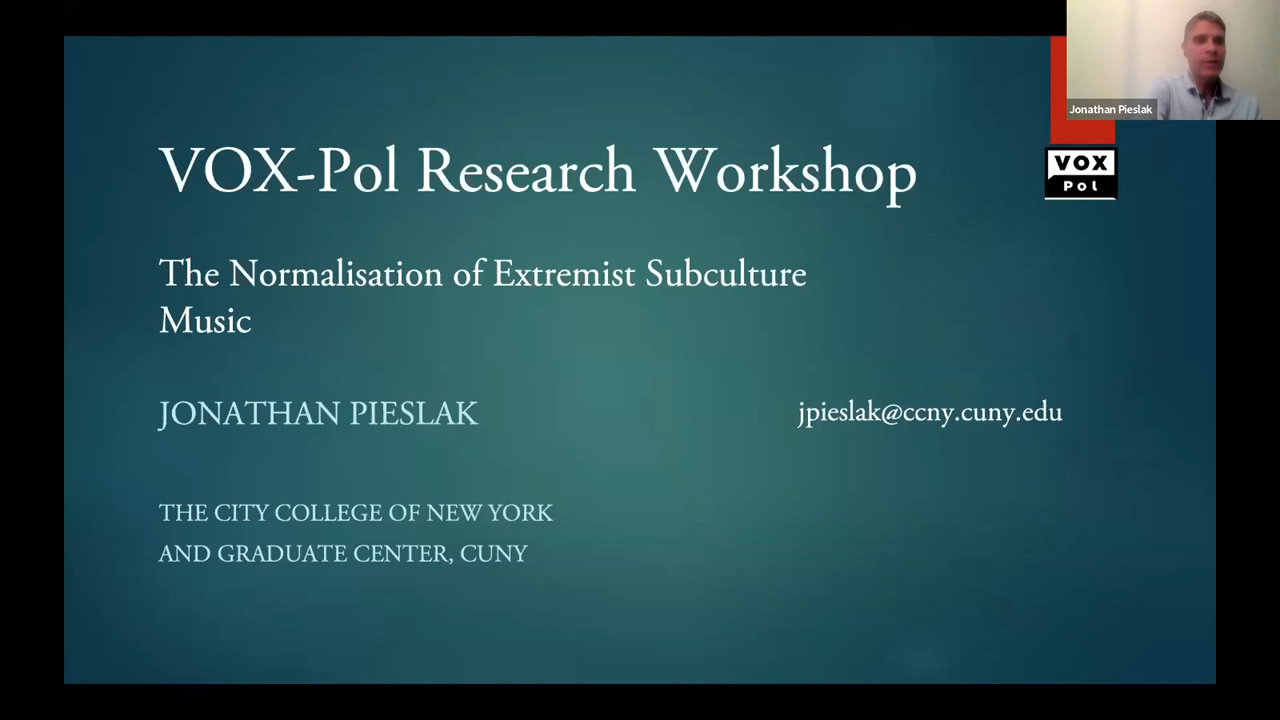 Jonathan Pieslak
VOX-Pol Research Workshop
VOX
Pol
The Normalisation of Extremist Subculture
Music
JONATHAN PIESLAK
jpieslak@ccny.cuny.edu
THE CITY COLLEGE OF NEW YORK
AND GRADUATE CENTER, CUNY